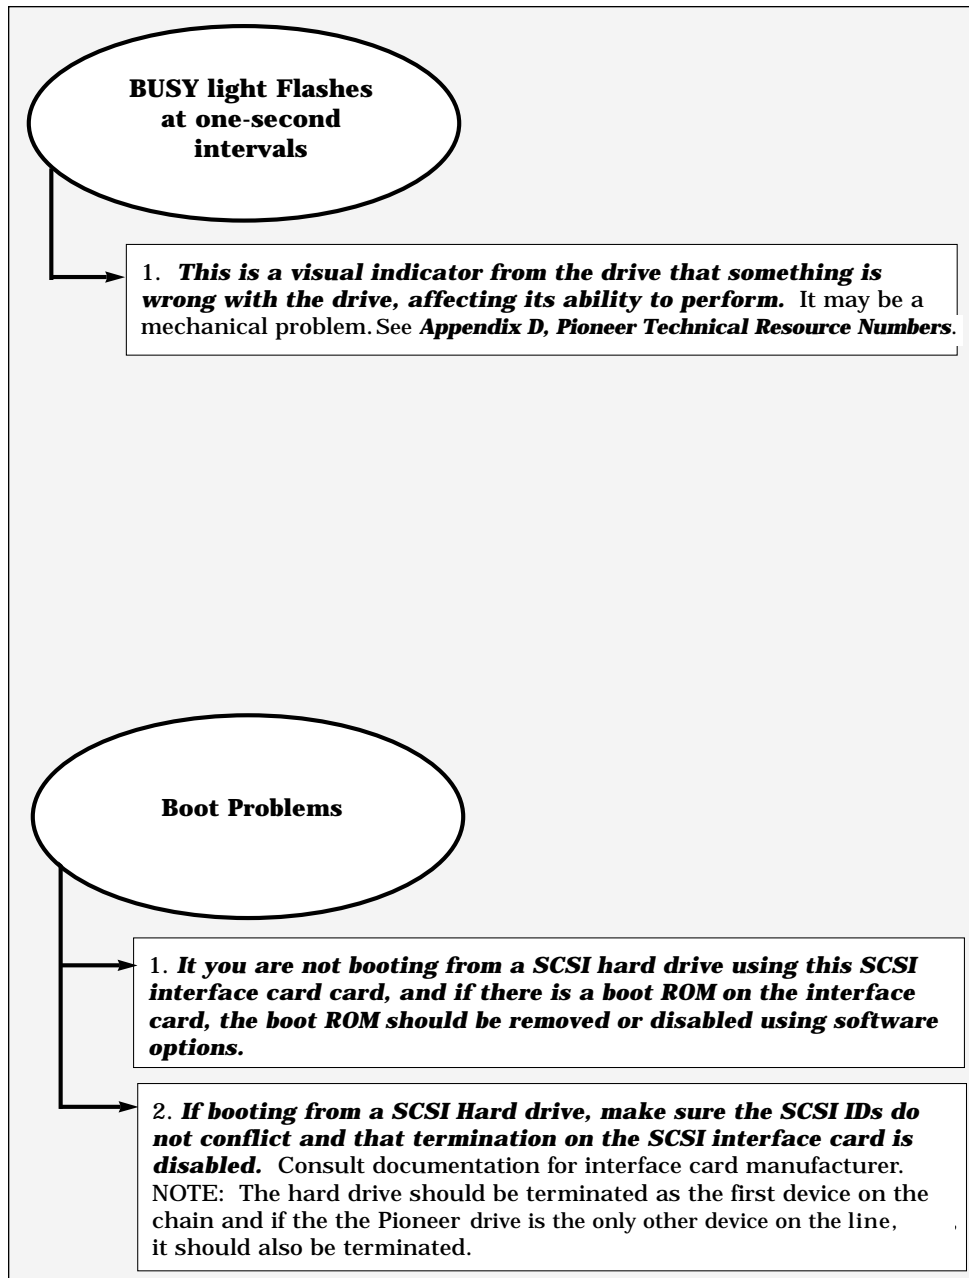 BUSY light Flashes
at one-second
intervals
1. This is a visual indicator from the drive that something is
wrong with the drive, affecting its ability to perform. It may be a
mechanical problem. See Appendix D, Pioneer Technical Resource Numbers.
Boot Problems
1. It you are not booting from a SCSI hard drive using this SCSI
interface card card, and if there is a boot ROM on the interface
card, the boot ROM should be removed or disabled using software
options.
2. If booting from a SCSI Hard drive, make sure the SCSI IDs do
not conflict and that termination on the SCSI interface card is
disabled. Consult documentation for interface card manufacturer.
NOTE: The hard drive should be terminated as the first device on the
chain and if the the Pioneer drive is the only other device on the line, .
it should also be terminated.